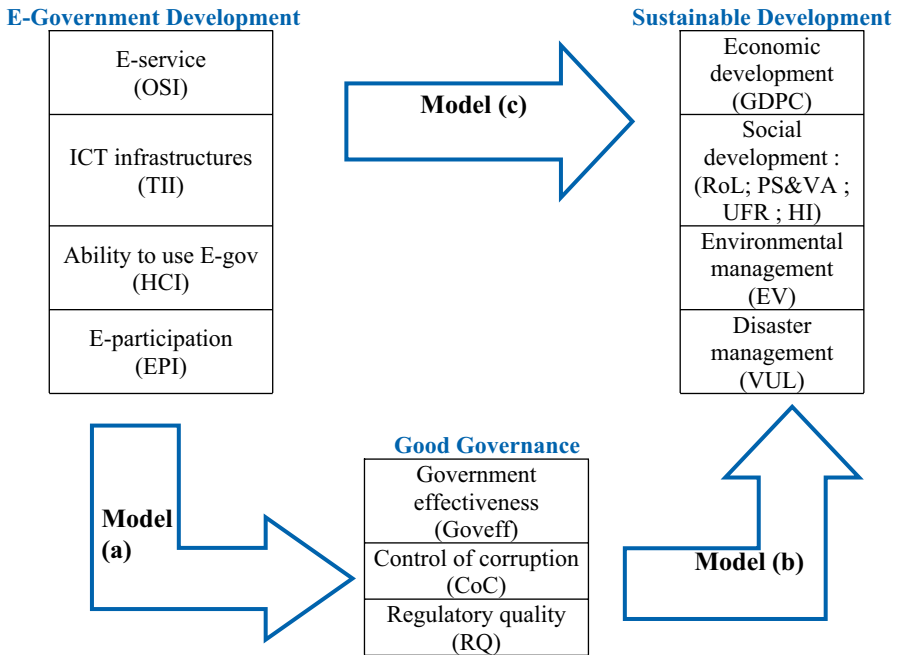 E-Government Development
E-service
(OSI)
ICT infrastructures
(TII)
Ability to use E-gov
(HCI)
E-participation
(EPI)
Model (c)
Sustainable Development
Economic
development
(GDPC)
Social
development :
(RoL; PS&VA ;
UFR ; HI)
Environmental
management
(EV)
Disaster
management
(VUL)
Model
(a)
Good Governance
Government
effectiveness
(Goveff)
Control of corruption
(CoC)
Regulatory quality
(RQ)
Model (b)